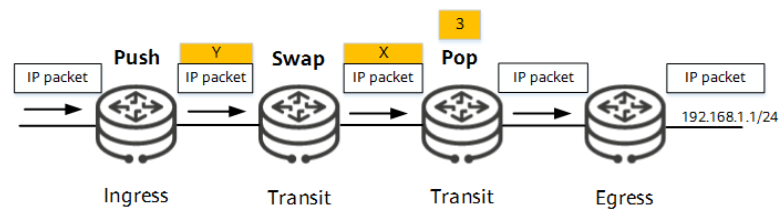 3
Push
Y
Swap
X
Pop
IP packet
IP packet
IP packet
IP packet
IP packet
192.168.1.1/24
Ingress
Transit
Transit
Egress